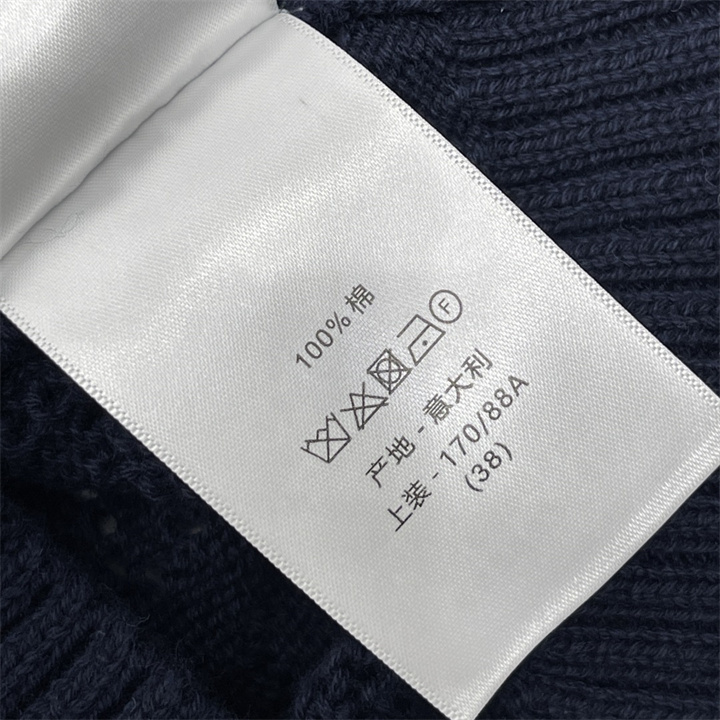 100% 棉
F
产地 - 意大利
上装 - 170/88A
(38)